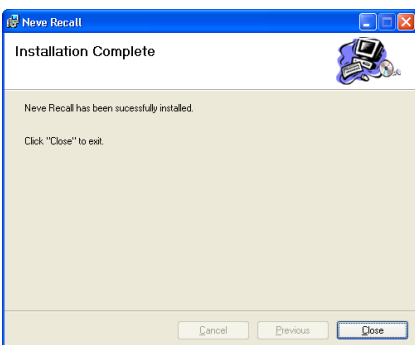 Neve Recall
Installation Complete
Neve Recall has been sucessfully installed.
Click "Close" to exit.
Cancel Previous Close